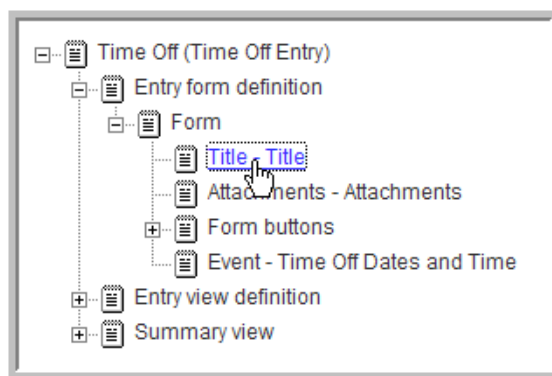 Time Off (Time Off Entry)
Entry form definition
Form
Title - Title
Attachments - Attachments
Form buttons
Event - Time Off Dates and Time
Entry view definition
Summary view